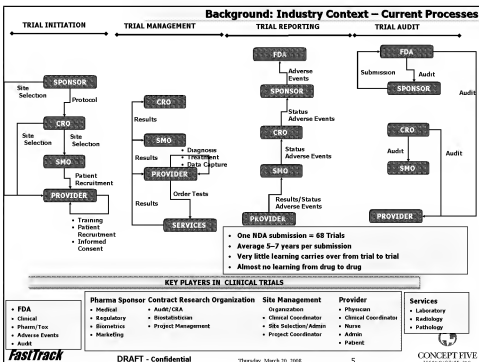 Background: Industry Context – Current Processes
TRIAL INITIATION
TRIAL MANAGEMENT
TRIAL REPORTING
TRIAL AUDIT
SPONSOR
Site
Selection
Protocol
CRO
Site
Selection
Site
Selection
SMO
Patient
Recruitment
PROVIDER
• Training
• Patient
Recruitment
• Informed
Consent
CRO
Results
SMO
• Diagnosis
• Treatment
• Data Capture
Results
PROVIDER
Order Tests
Results
SERVICES
FDA
Adverse
Events
SPONSOR
Status
Adverse Events
CRO
Status
Adverse Events
SMO
Results/Status
Adverse Events
PROVIDER
FDA
Submission
Audit
SPONSOR
Audit
CRO
Audit
Audit
SMO
PROVIDER
• One NDA submission = 68 Trials
• Average 5–7 years per submission
• Very little learning carries over from trial to trial
• Almost no learning from drug to drug
KEY PLAYERS IN CLINICAL TRIALS
• FDA
• Clinical
• Pharm/Tox
• Adverse Events
• Audit
Pharma Sponsor
• Medical
• Regulatory
• Biometrics
• Marketing
Contract Research Organization
• Audit/CRA
• Biostatistician
• Project Management
Site Management
Organization
• Clinical Coordinator
• Site Selection/Admin
• Project Coordinator
Provider
• Physician
• Clinical Coordinator
• Nurse
• Admin
• Patient
Services
• Laboratory
• Radiology
• Pathology
FastTrack
DRAFT - Confidential
Thursday, March 20, 2008
5
CONCEPT FIVE